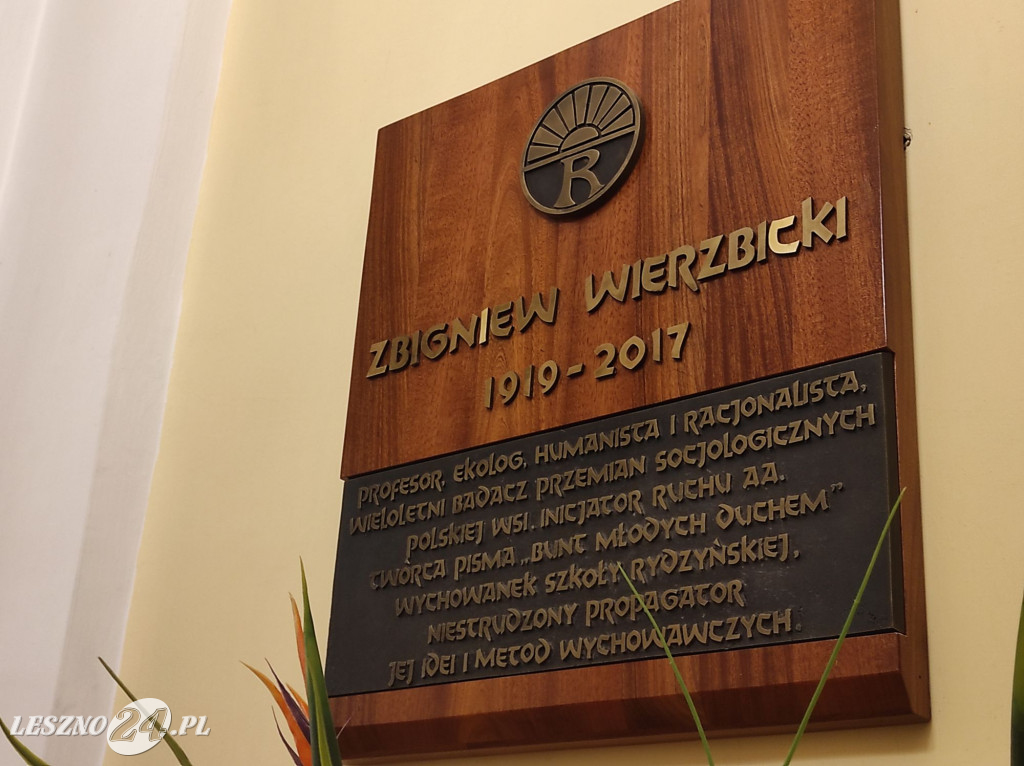 R
ZBIGNIEW WIERZBICKI
1919 - 2017
PROFESOR, EKOLOG, HUMANISTA I RACJONALISTA,
WIELOLETNI BADACZ PRZEMIAN SOCJOLOGICZNYCH
POLSKIEJ WSI. INICJATOR RUCHU AA.
TWÓRCA PISMA „BUNT MŁODYCH DUCHEM”
WYCHOWANEK SZKOŁY RYDZYŃSKIEJ,
NIESTRUDZONY PROPAGATOR
JEJ IDEI I METOD WYCHOWAWCZYCH.
LESZNO24.PL